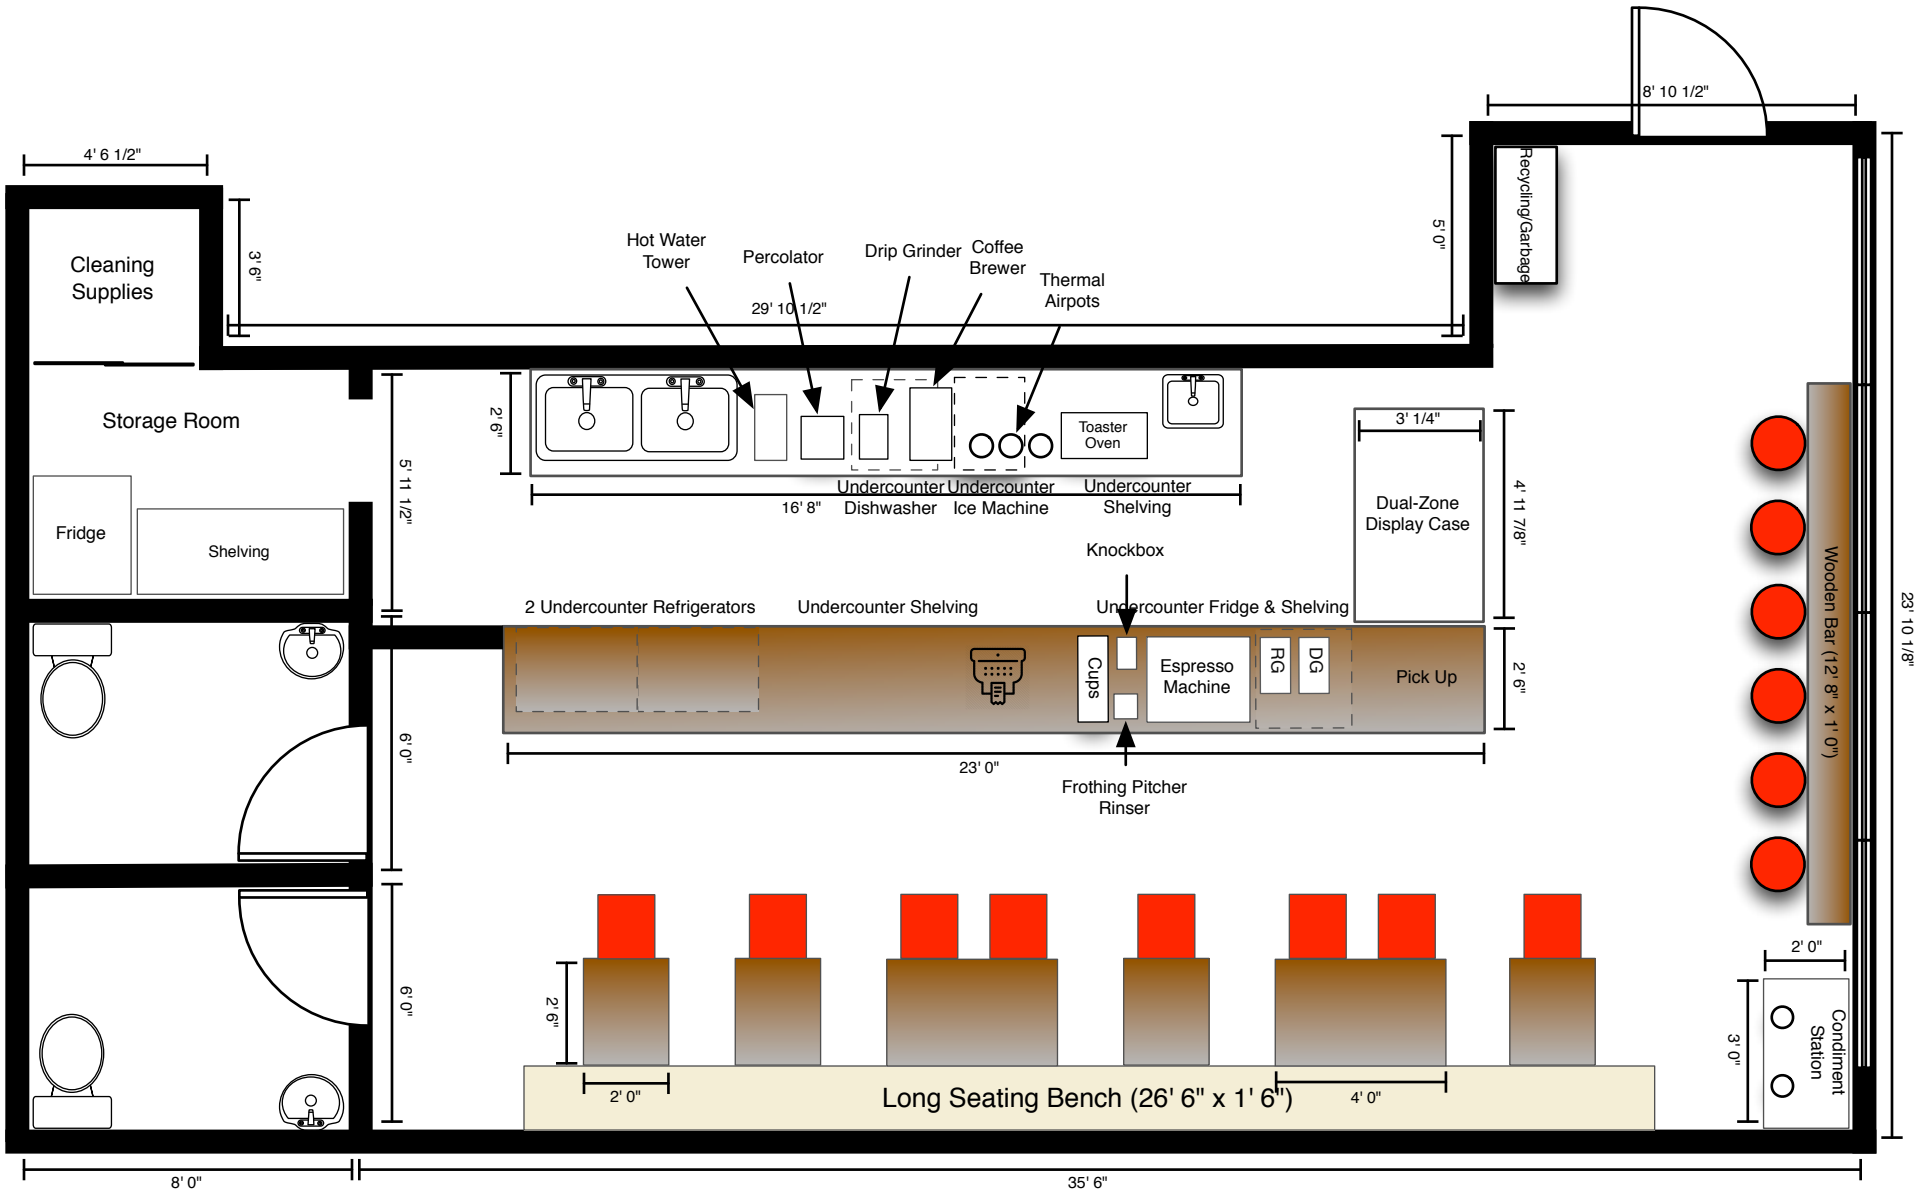 8' 10 1/2"
4' 6 1/2"
Recycling/Garbage
5' 0"
3' 6"
Cleaning
Supplies
Hot Water
Tower
Percolator
Drip Grinder
Coffee
Brewer
Thermal
Airpots
29' 10 1/2"
Storage Room
Fridge
Shelving
5' 11 1/2"
2' 6"
Toaster
Oven
16' 8"
Undercounter
Dishwasher
Undercounter
Ice Machine
Undercounter
Shelving
3' 1/4"
Dual-Zone
Display Case
4' 11 7/8"
Knockbox
2 Undercounter Refrigerators
Undercounter Shelving
Undercounter Fridge & Shelving
Cups
Espresso
Machine
RG
DG
Pick Up
2' 6"
23' 0"
Frothing Pitcher
Rinser
Wooden Bar (12' 8" x 1' 0")
23' 10 1/8"
6' 0"
6' 0"
2' 6"
2' 0"
Long Seating Bench (26' 6" x 1' 6")
4' 0"
2' 0"
3' 0"
Condiment
Station
8' 0"
35' 6"